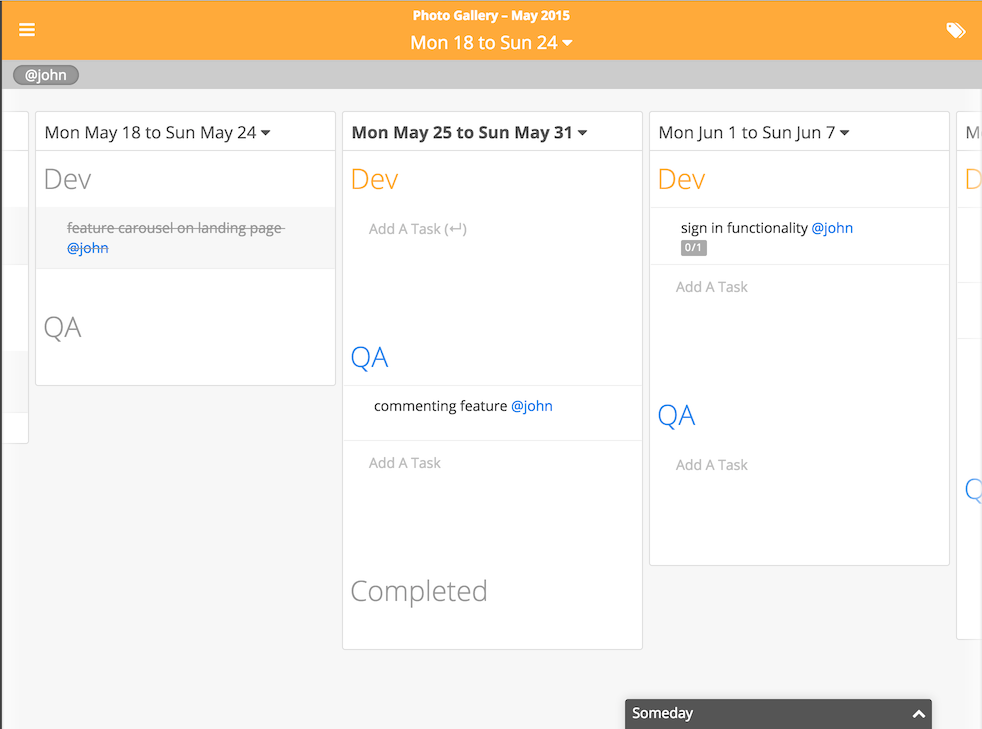 Photo Gallery – May 2015
Mon 18 to Sun 24
@john
Mon May 18 to Sun May 24
Dev
feature carousel on landing page
@john
QA
Mon May 25 to Sun May 31
Dev
Add A Task (↵)
QA
commenting feature @john
Add A Task
Completed
Mon Jun 1 to Sun Jun 7
Dev
sign in functionality @john
0/1
Add A Task
QA
Add A Task
M
D
Q
Someday